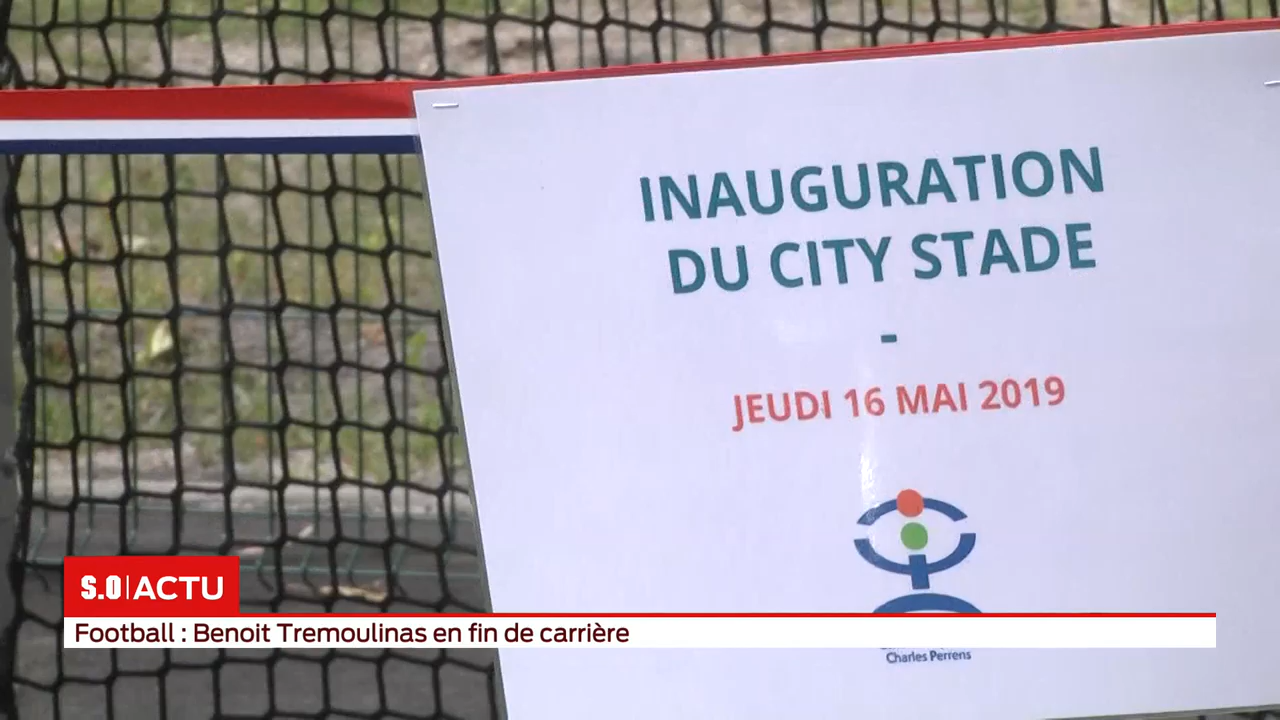 INAUGURATION
DU CITY STADE
-
JEUDI 16 MAI 2019
S.O|ACTU
Football : Benoit Tremoulinas en fin de carrière
Charles Perrens